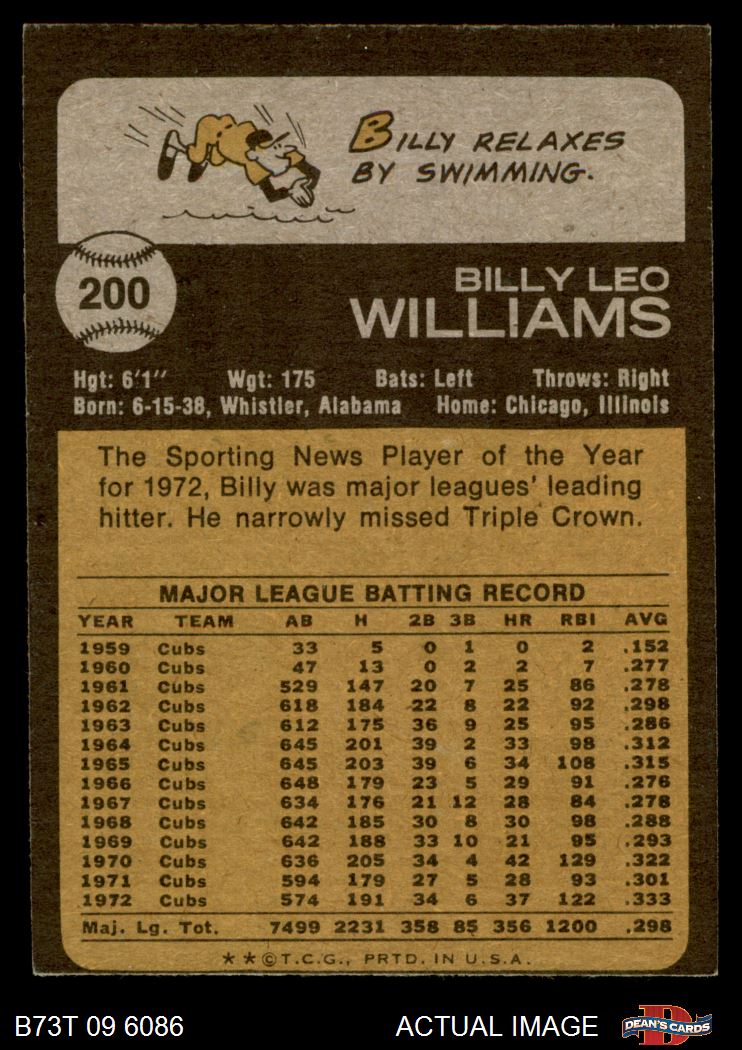 BILLY RELAXES
BY SWIMMING.
200
BILLY LEO
WILLIAMS
Hgt: 6'1" Wgt: 175 Bats: Left Throws: Right
Born: 6-15-38, Whistler, Alabama Home: Chicago, Illinois
The Sporting News Player of the Year
for 1972, Billy was major leagues' leading
hitter. He narrowly missed Triple Crown.
MAJOR LEAGUE BATTING RECORD
YEAR TEAM AB H 2B 3B HR RBI AVG
1959 Cubs 33 5 0 1 0 2 .152
1960 Cubs 47 13 0 2 2 7 .277
1961 Cubs 529 147 20 7 25 86 .278
1962 Cubs 618 184 22 8 22 92 .298
1963 Cubs 612 175 36 9 25 95 .286
1964 Cubs 645 201 39 2 33 98 .312
1965 Cubs 645 203 39 6 34 108 .315
1966 Cubs 648 179 23 5 29 91 .276
1967 Cubs 634 176 21 12 28 84 .278
1968 Cubs 642 185 30 8 30 98 .288
1969 Cubs 642 188 33 10 21 95 .293
1970 Cubs 636 205 34 4 42 129 .322
1971 Cubs 594 179 27 5 28 93 .301
1972 Cubs 574 191 34 6 37 122 .333
Maj. Lg. Tot. 7499 2231 358 85 356 1200 .298
★★©T.C.G., PRTD. IN U.S.A.
B73T 09 6086 ACTUAL IMAGE D DEAN'S CARDS